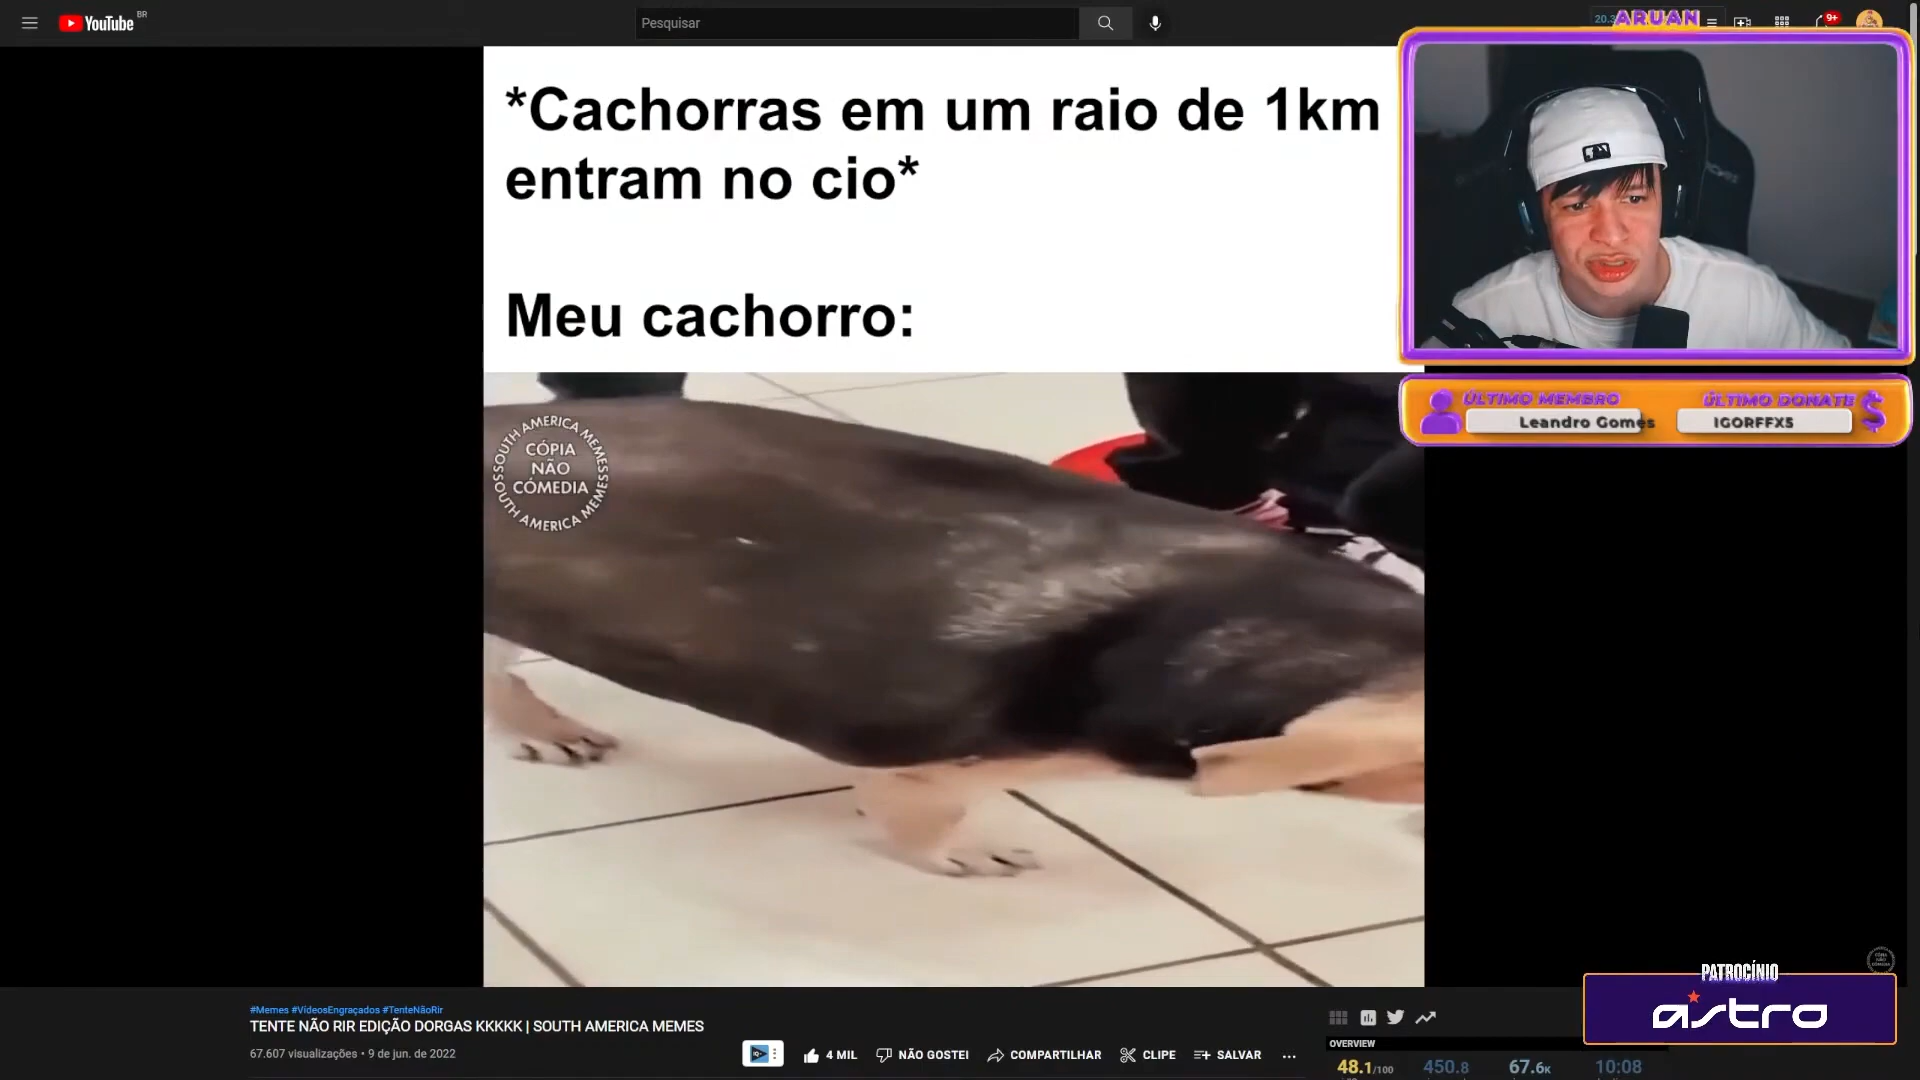 YouTube BR
Pesquisar
ARUAN
9+
*Cachorras em um raio de 1km
entram no cio*
Meu cachorro:
ÚLTIMO MEMBRO
Leandro Gomes
ÚLTIMO DONATE
IGORFFX5
SOUTH AMERICA MEMES
CÓPIA
NÃO
CÓMEDIA
SOUTH AMERICA MEMES
PATROCÍNIO
astro
#Memes #VídeosEngraçados #TenteNãoRir
TENTE NÃO RIR EDIÇÃO DORGAS KKKKK | SOUTH AMERICA MEMES
67.607 visualizações • 9 de jun. de 2022
4 MIL
NÃO GOSTEI
COMPARTILHAR
CLIPE
SALVAR
OVERVIEW
48.1/100
450.8
67.6K
10:08